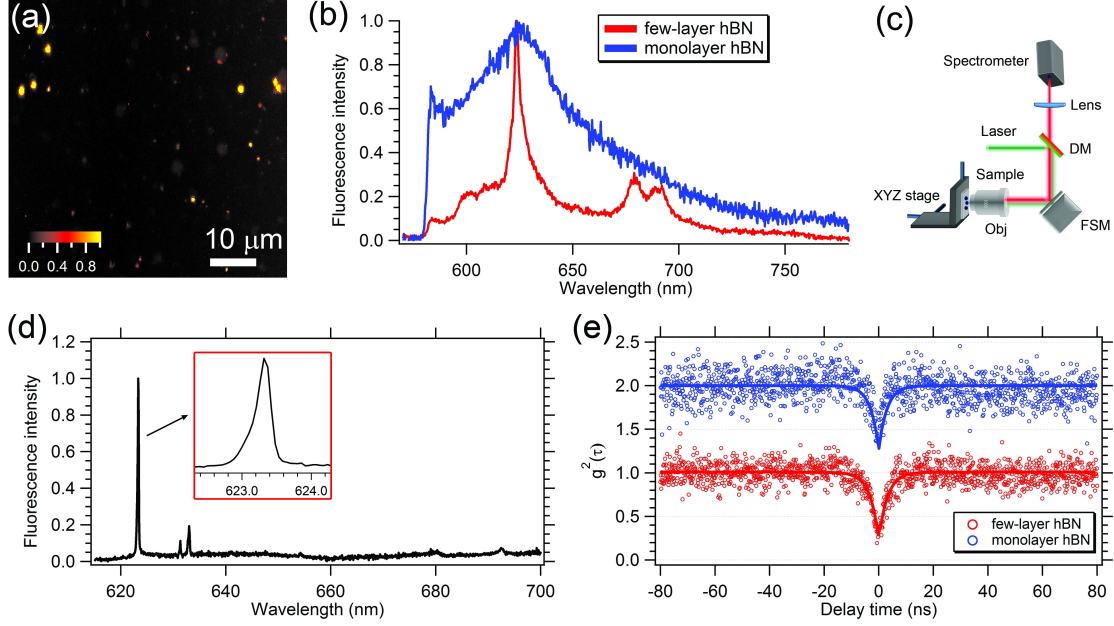 (a)
0.0 0.4 0.8
10 μm
(b)
Fluorescence intensity
1.0
0.8
0.6
0.4
0.2
0.0
few-layer hBN
monolayer hBN
600 650 700 750
Wavelength (nm)
(c)
Spectrometer
Lens
Laser
DM
Sample
XYZ stage
Obj
FSM
(d)
Fluorescence intensity
1.2
1.0
0.8
0.6
0.4
0.2
0.0
623.0 624.0
620 640 660 680 700
Wavelength (nm)
(e)
g²(τ)
2.5
2.0
1.5
1.0
0.5
0.0
few-layer hBN
monolayer hBN
-80 -60 -40 -20 0 20 40 60 80
Delay time (ns)